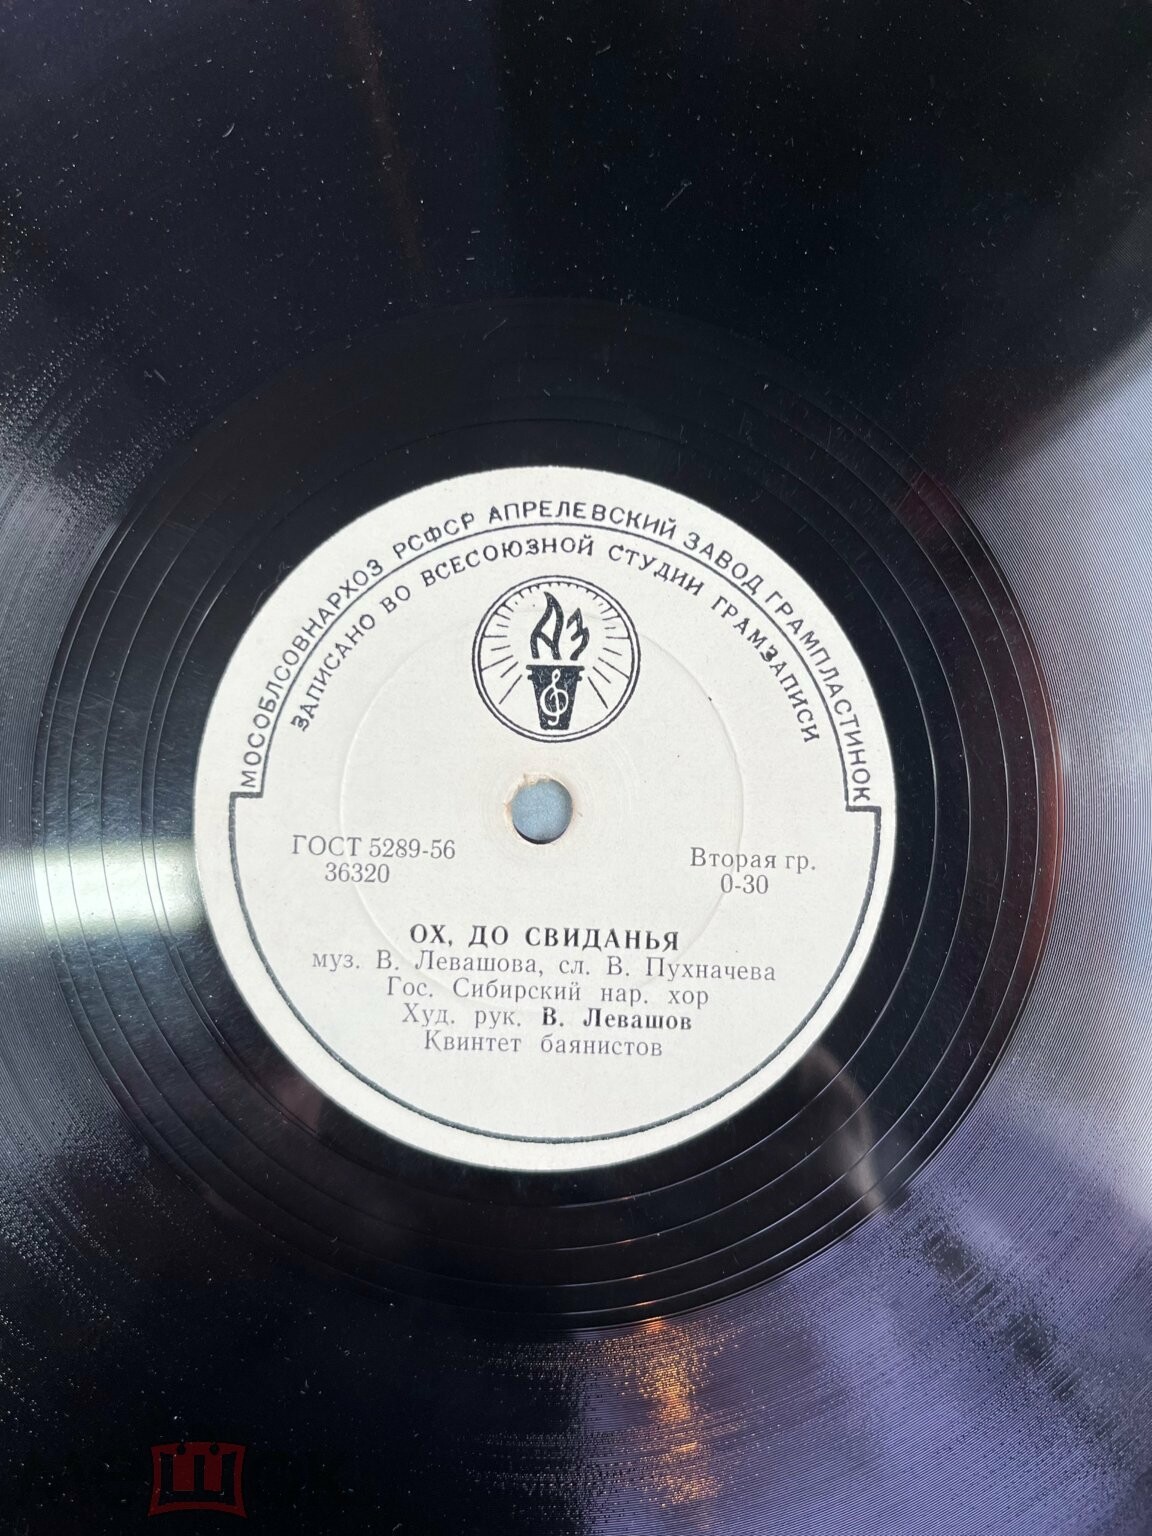 МОСОБЛСОВНАРХОЗ РСФСР АПРЕЛЕВСКИЙ ЗАВОД ГРАМПЛАСТИНОК
ЗАПИСАНО ВО ВСЕСОЮЗНОЙ СТУДИИ ГРАМЗАПИСИ
АЗ
ГОСТ 5289-56
36320
Вторая гр.
0-30
ОХ, ДО СВИДАНЬЯ
муз. В. Левашова, сл. В. Пухначева
Гос. Сибирский нар. хор
Худ. рук. В. Левашов
Квинтет баянистов